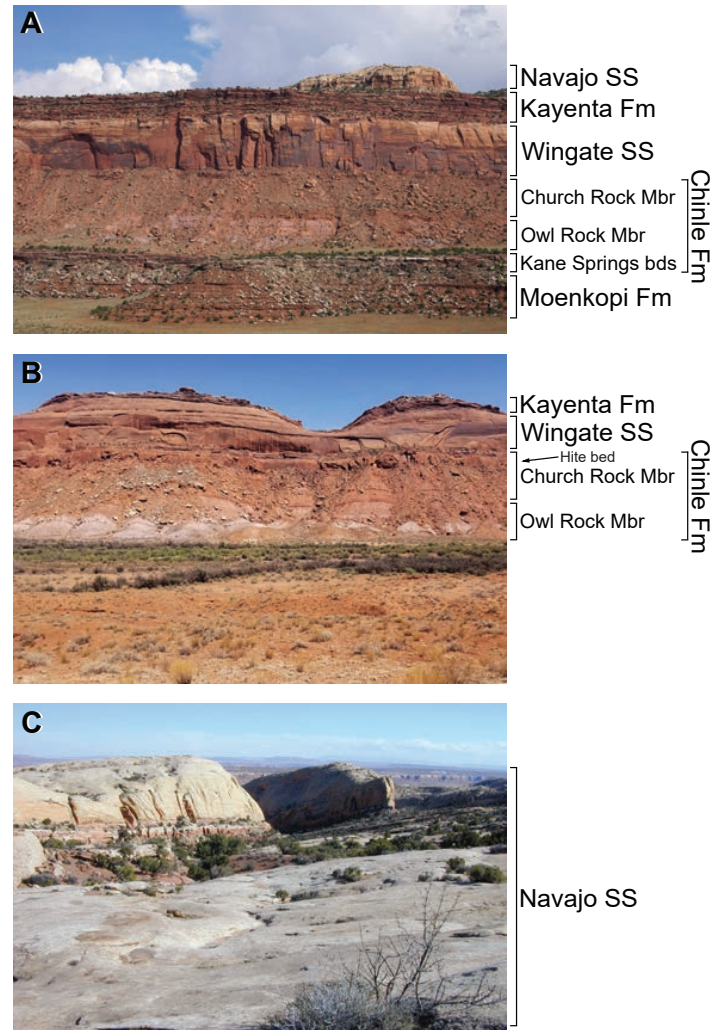 A
Navajo SS
Kayenta Fm
Wingate SS
Church Rock Mbr
Owl Rock Mbr
Kane Springs bds
Chinle Fm
Moenkopi Fm
B
Kayenta Fm
Wingate SS
Hite bed
Church Rock Mbr
Owl Rock Mbr
Chinle Fm
C
Navajo SS